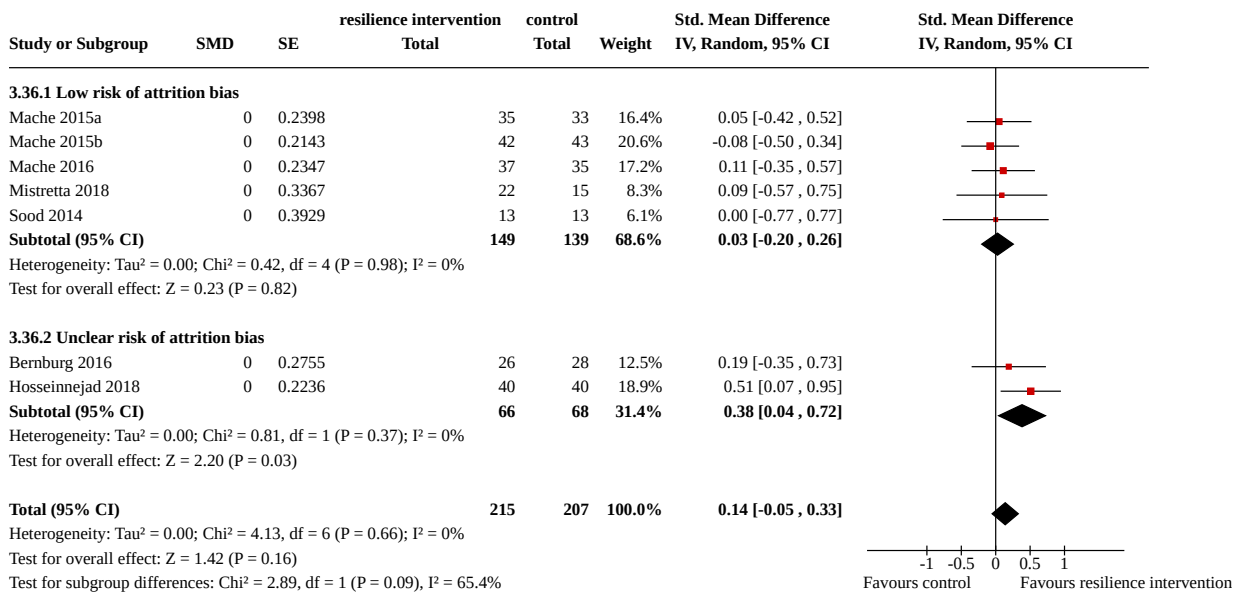 resilience intervention control Std. Mean Difference Std. Mean Difference
Study or Subgroup SMD SE Total Total Weight IV, Random, 95% CI IV, Random, 95% CI
3.36.1 Low risk of attrition bias
Mache 2015a 0 0.2398 35 33 16.4% 0.05 [-0.42 , 0.52]
Mache 2015b 0 0.2143 42 43 20.6% -0.08 [-0.50 , 0.34]
Mache 2016 0 0.2347 37 35 17.2% 0.11 [-0.35 , 0.57]
Mistretta 2018 0 0.3367 22 15 8.3% 0.09 [-0.57 , 0.75]
Sood 2014 0 0.3929 13 13 6.1% 0.00 [-0.77 , 0.77]
Subtotal (95% CI) 149 139 68.6% 0.03 [-0.20 , 0.26]
Heterogeneity: Tau² = 0.00; Chi² = 0.42, df = 4 (P = 0.98); I² = 0%
Test for overall effect: Z = 0.23 (P = 0.82)
3.36.2 Unclear risk of attrition bias
Bernburg 2016 0 0.2755 26 28 12.5% 0.19 [-0.35 , 0.73]
Hosseinnejad 2018 0 0.2236 40 40 18.9% 0.51 [0.07 , 0.95]
Subtotal (95% CI) 66 68 31.4% 0.38 [0.04 , 0.72]
Heterogeneity: Tau² = 0.00; Chi² = 0.81, df = 1 (P = 0.37); I² = 0%
Test for overall effect: Z = 2.20 (P = 0.03)
Total (95% CI) 215 207 100.0% 0.14 [-0.05 , 0.33]
Heterogeneity: Tau² = 0.00; Chi² = 4.13, df = 6 (P = 0.66); I² = 0%
Test for overall effect: Z = 1.42 (P = 0.16)
-1 -0.5 0 0.5 1
Test for subgroup differences: Chi² = 2.89, df = 1 (P = 0.09), I² = 65.4% Favours control Favours resilience intervention